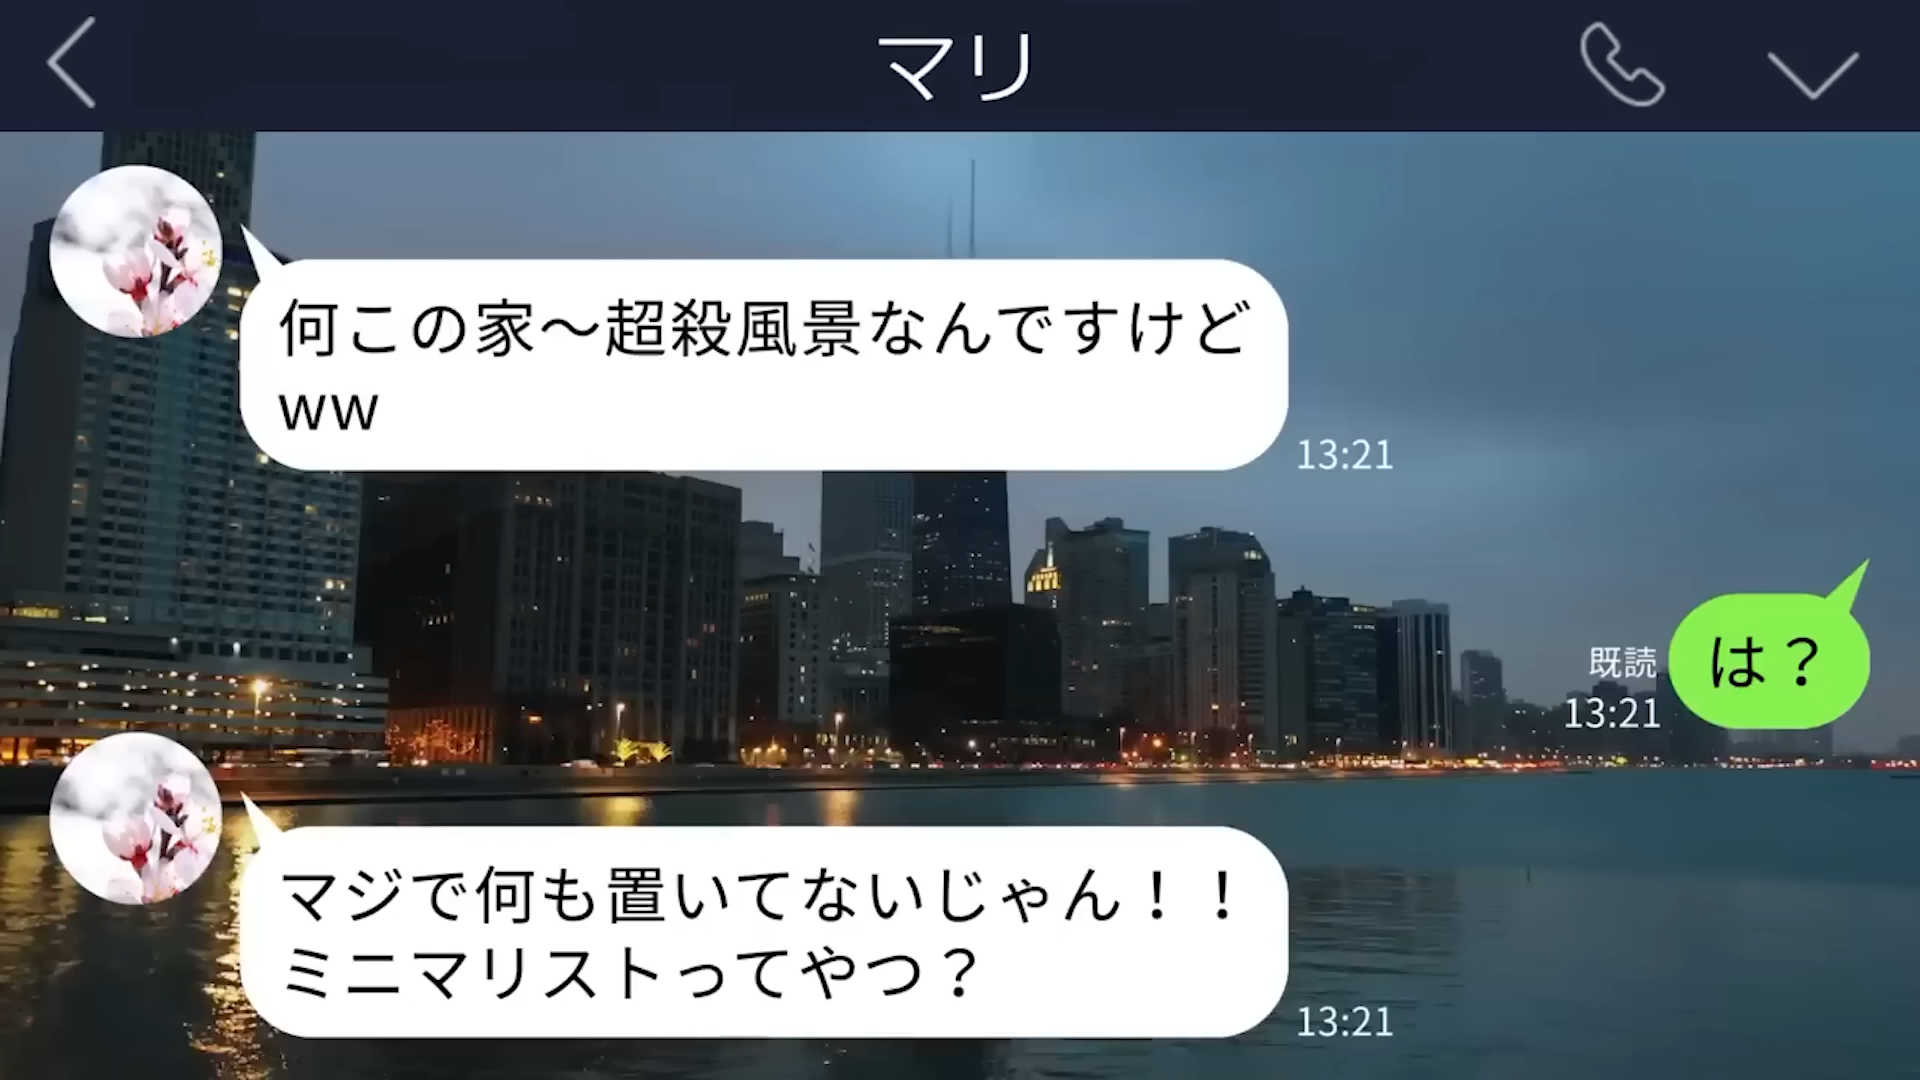 マリ
何この家～超殺風景なんですけど
ww
13:21
は？
既読
13:21
マジで何も置いてないじゃん！！
ミニマリストってやつ？
13:21